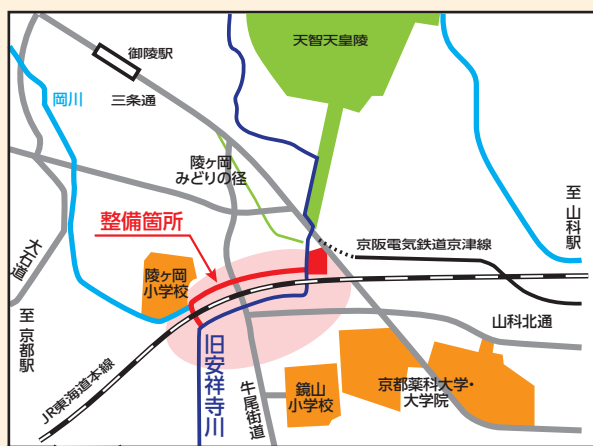 天智天皇陵
御陵駅
三条通
岡川
陵ヶ岡
みどりの径
至 山科駅
整備箇所
京阪電気鉄道京津線
大石道
陵ヶ岡
小学校
至 京都駅
山科北通
旧安祥寺川
JR東海道本線
牛尾街道
鏡山
小学校
京都薬科大学・
大学院